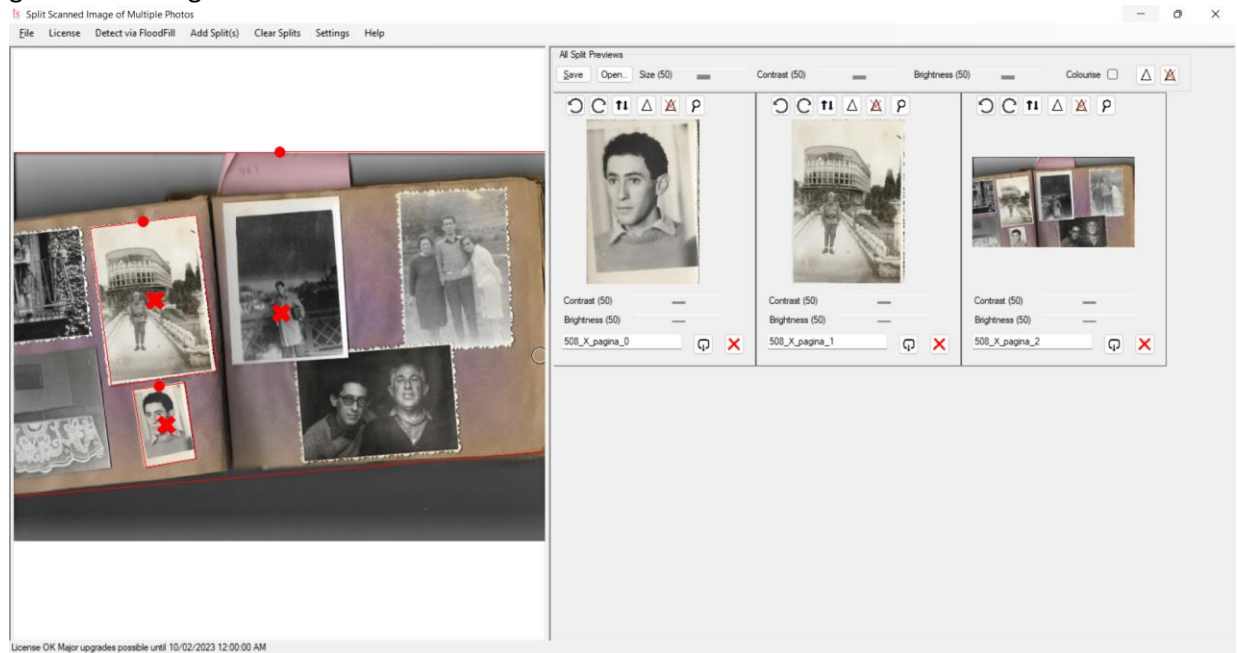 Split Scanned Image of Multiple Photos
File License Detect via FloodFill Add Split(s) Clear Splits Settings Help
All Split Previews
Save Open.. Size (50) Contrast (50) Brightness (50) Colourise
Contrast (50) Contrast (50) Contrast (50)
Brightness (50) Brightness (50) Brightness (50)
508_X_pagina_0 508_X_pagina_1 508_X_pagina_2
License OK Major upgrades possible until 10/02/2023 12:00:00 AM